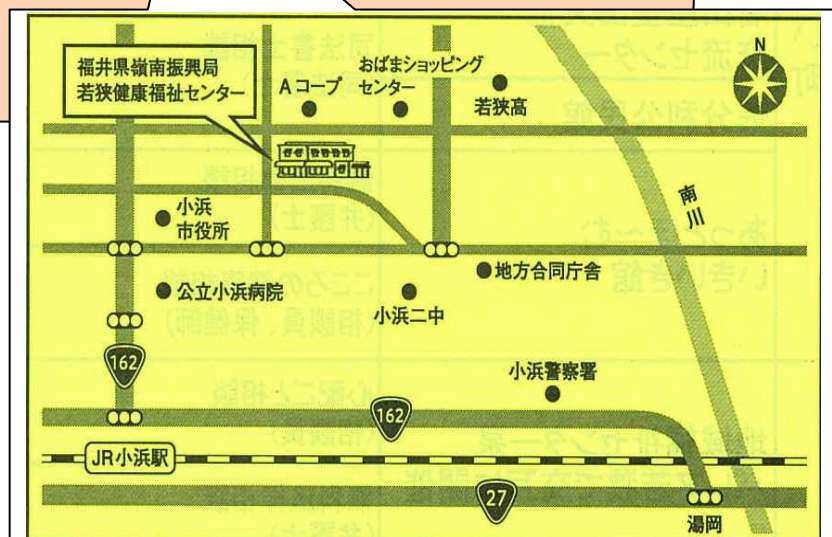 福井県嶺南振興局
若狭健康福祉センター
Aコープ
おばまショッピング
センター
若狭高
N
南川
小浜
市役所
公立小浜病院
小浜二中
地方合同庁舎
162
小浜警察署
162
JR小浜駅
27
湯岡